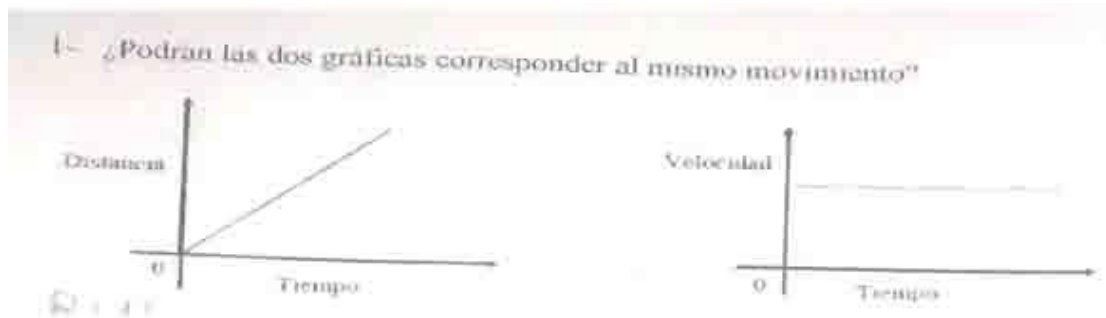 1- ¿Podrán las dos gráficas corresponder al mismo movimiento"
Distancia
Velocidad
0
Tiempo
0
Tiempo